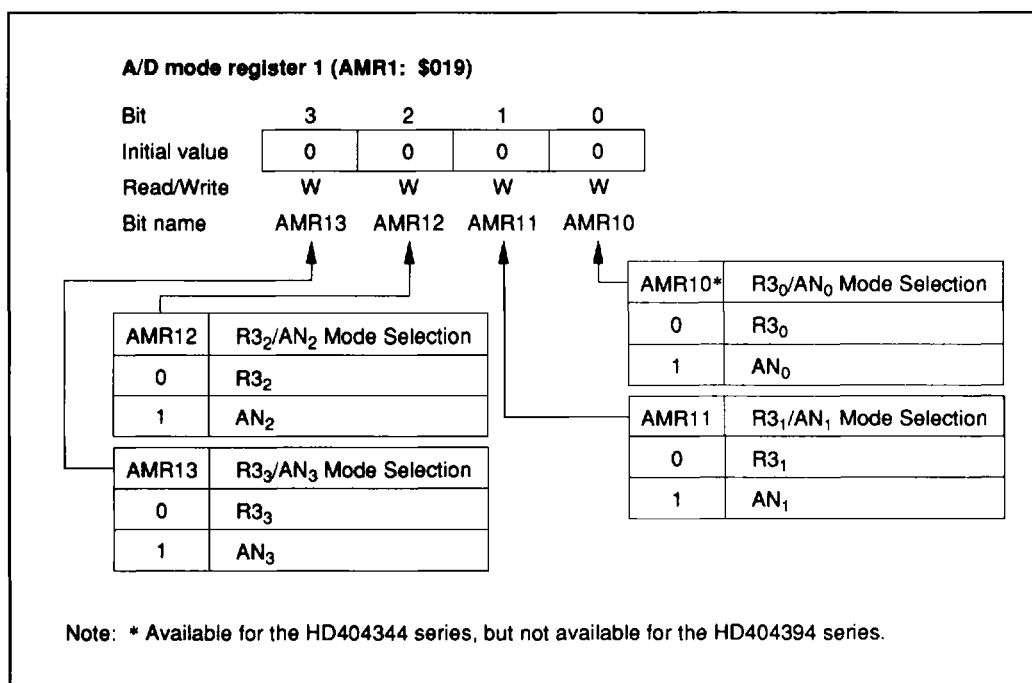 A/D mode register 1 (AMR1: $019)
Bit 3 2 1 0
Initial value 0 0 0 0
Read/Write W W W W
Bit name AMR13 AMR12 AMR11 AMR10
AMR10* R3₀/AN₀ Mode Selection
0 R3₀
1 AN₀
AMR12 R3₂/AN₂ Mode Selection
0 R3₂
1 AN₂
AMR11 R3₁/AN₁ Mode Selection
0 R3₁
1 AN₁
AMR13 R3₃/AN₃ Mode Selection
0 R3₃
1 AN₃
Note: * Available for the HD404344 series, but not available for the HD404394 series.